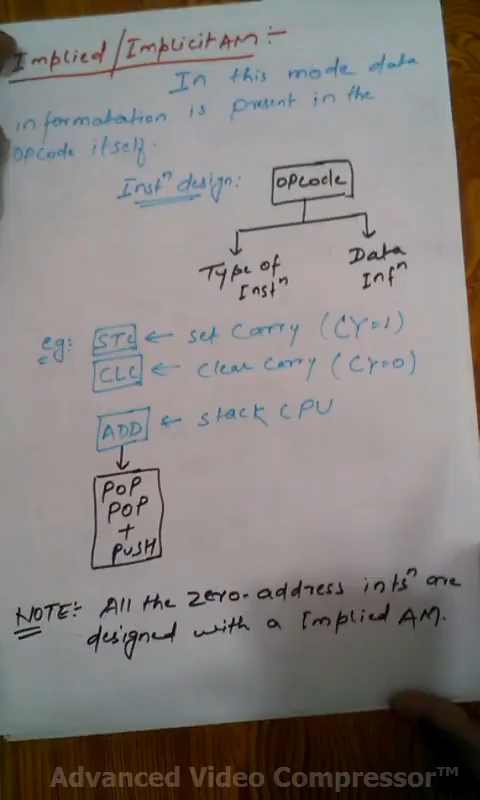 Implied/Implicit AM:-
In this mode data
informatation is present in the
opcode itself.
Instⁿ design:
opcode
Type of
Instⁿ
Data
Infⁿ
eg: STC ← set carry (CY=1)
CLC ← clear carry (CY=0)
ADD ← stack CPU
POP
POP
+
PUSH
NOTE:- All the zero-address intsⁿ are
designed with a Implied AM.
Advanced Video Compressor™